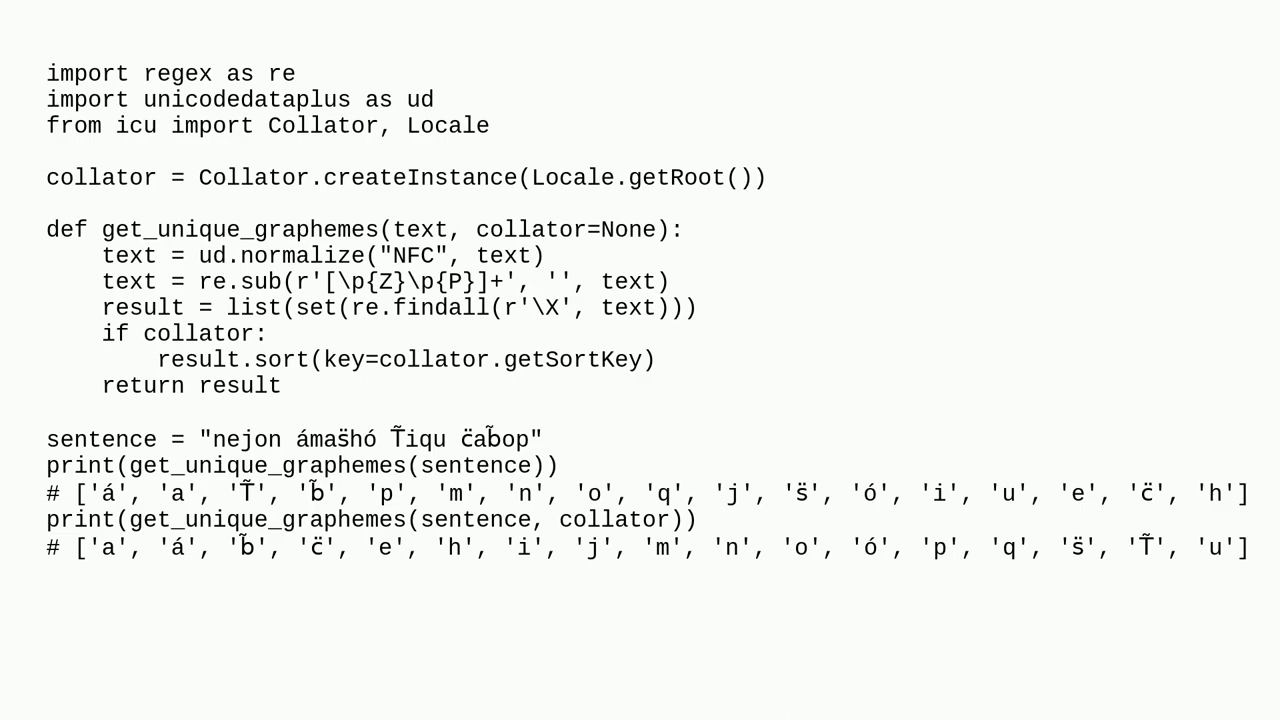 import regex as re
import unicodedataplus as ud
from icu import Collator, Locale
collator = Collator.createInstance(Locale.getRoot())
def get_unique_graphemes(text, collator=None):
    text = ud.normalize("NFC", text)
    text = re.sub(r'[\p{Z}\p{P}]+', '', text)
    result = list(set(re.findall(r'\X', text)))
    if collator:
        result.sort(key=collator.getSortKey)
    return result
sentence = "nejon ámas̈hó T̃iqu c̈ab̃op"
print(get_unique_graphemes(sentence))
# ['á', 'a', 'T̃', 'b̃', 'p', 'm', 'n', 'o', 'q', 'j', 's̈', 'ó', 'i', 'u', 'e', 'c̈', 'h']
print(get_unique_graphemes(sentence, collator))
# ['a', 'á', 'b̃', 'c̈', 'e', 'h', 'i', 'j', 'm', 'n', 'o', 'ó', 'p', 'q', 's̈', 'T̃', 'u']